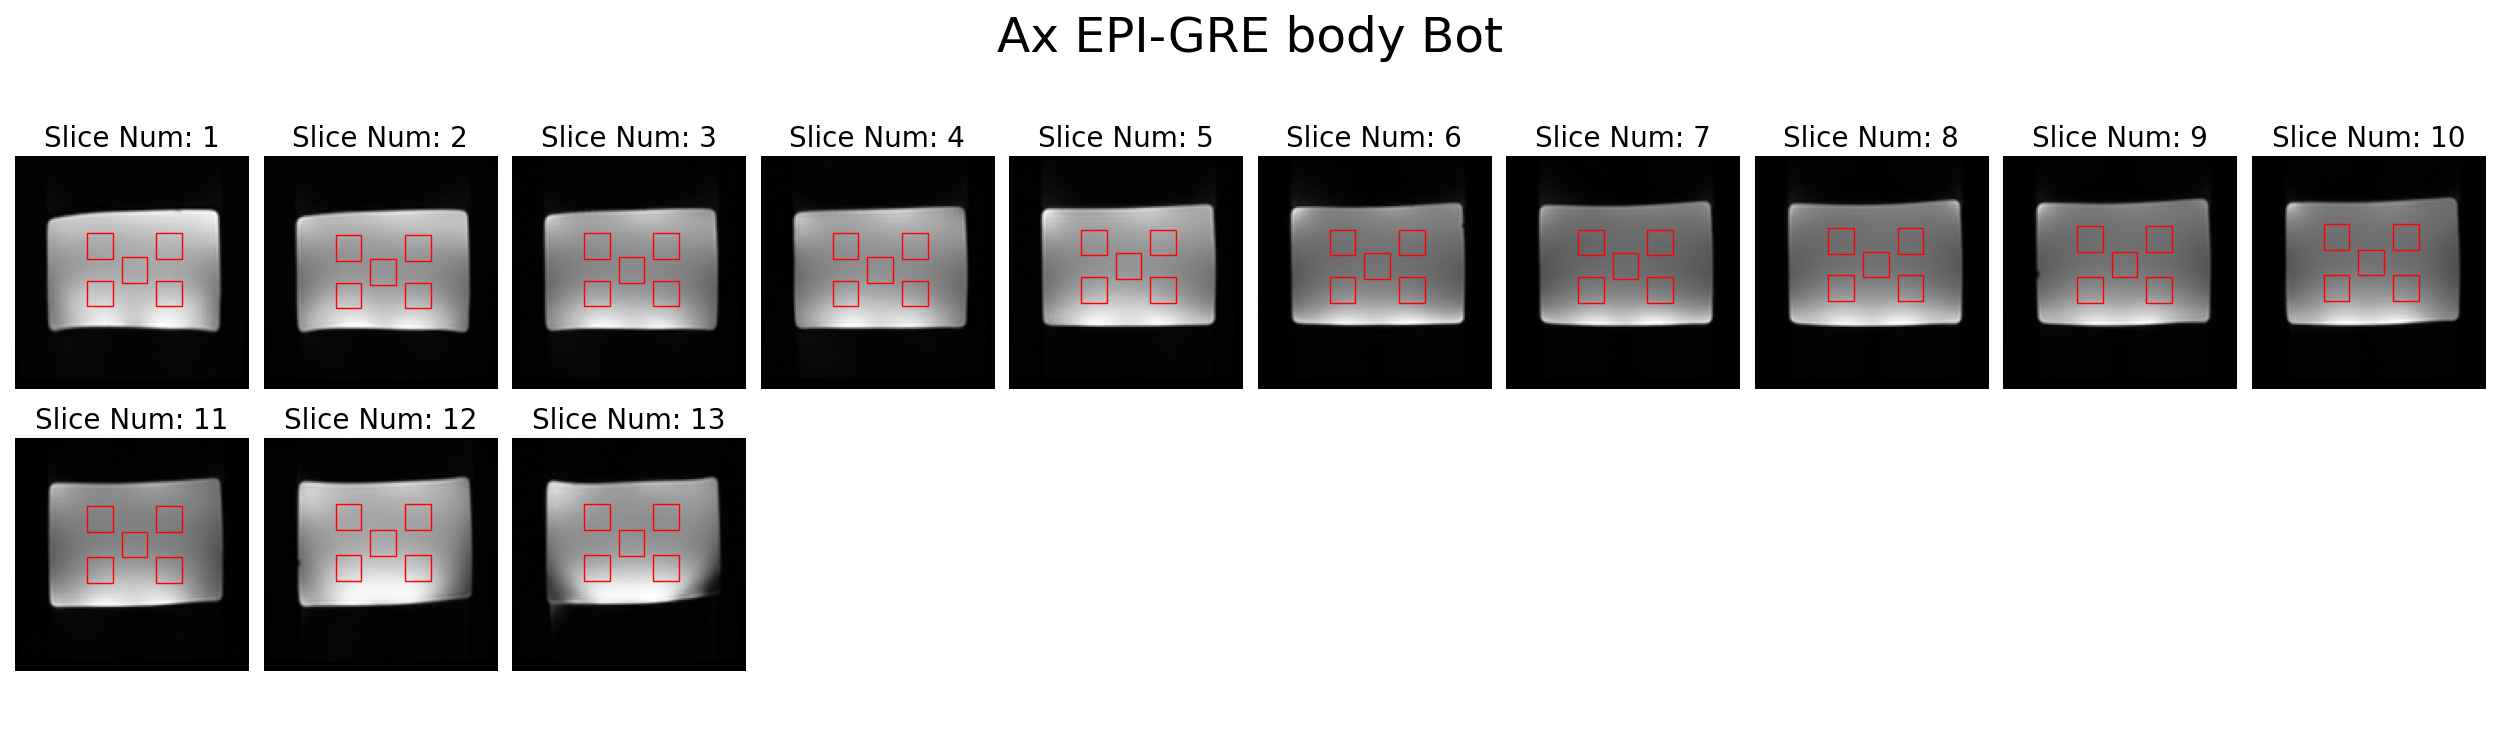 Ax EPI-GRE body Bot
Slice Num: 1
Slice Num: 2
Slice Num: 3
Slice Num: 4
Slice Num: 5
Slice Num: 6
Slice Num: 7
Slice Num: 8
Slice Num: 9
Slice Num: 10
Slice Num: 11
Slice Num: 12
Slice Num: 13